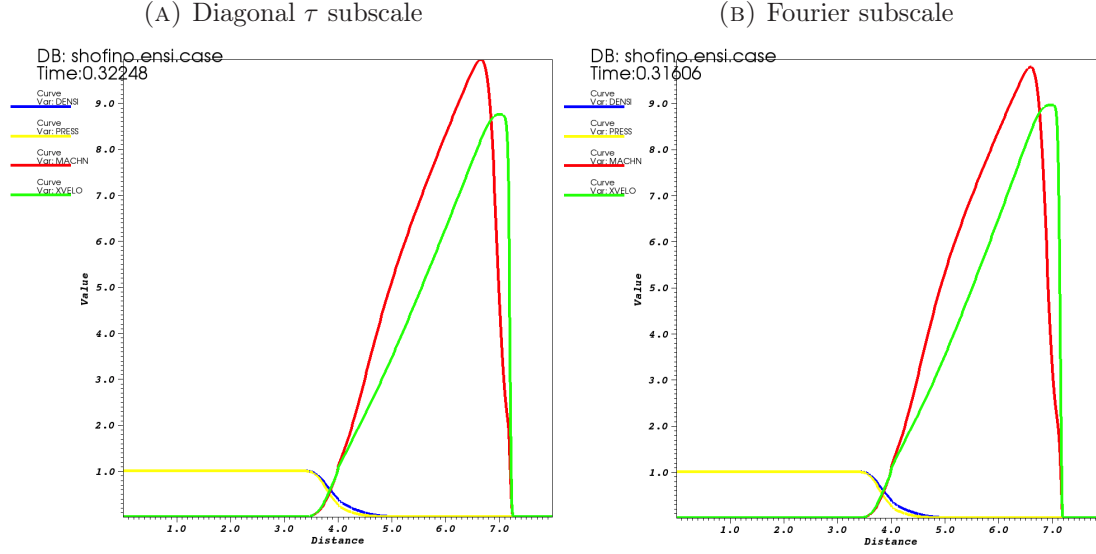 (A) Diagonal τ subscale
DB: shofino.ensi.case
Time:0.32248
Curve
Var: DENSI
Curve
Var: PRESS
Curve
Var: MACHN
Curve
Var: XVELO
9.0
8.0
7.0
6.0
5.0
4.0
3.0
2.0
1.0
Value
1.0 2.0 3.0 4.0 5.0 6.0 7.0
Distance
(B) Fourier subscale
DB: shofino.ensi.case
Time:0.31606
Curve
Var: DENSI
Curve
Var: PRESS
Curve
Var: MACHN
Curve
Var: XVELO
9.0
8.0
7.0
6.0
5.0
4.0
3.0
2.0
1.0
Value
1.0 2.0 3.0 4.0 5.0 6.0 7.0
Distance